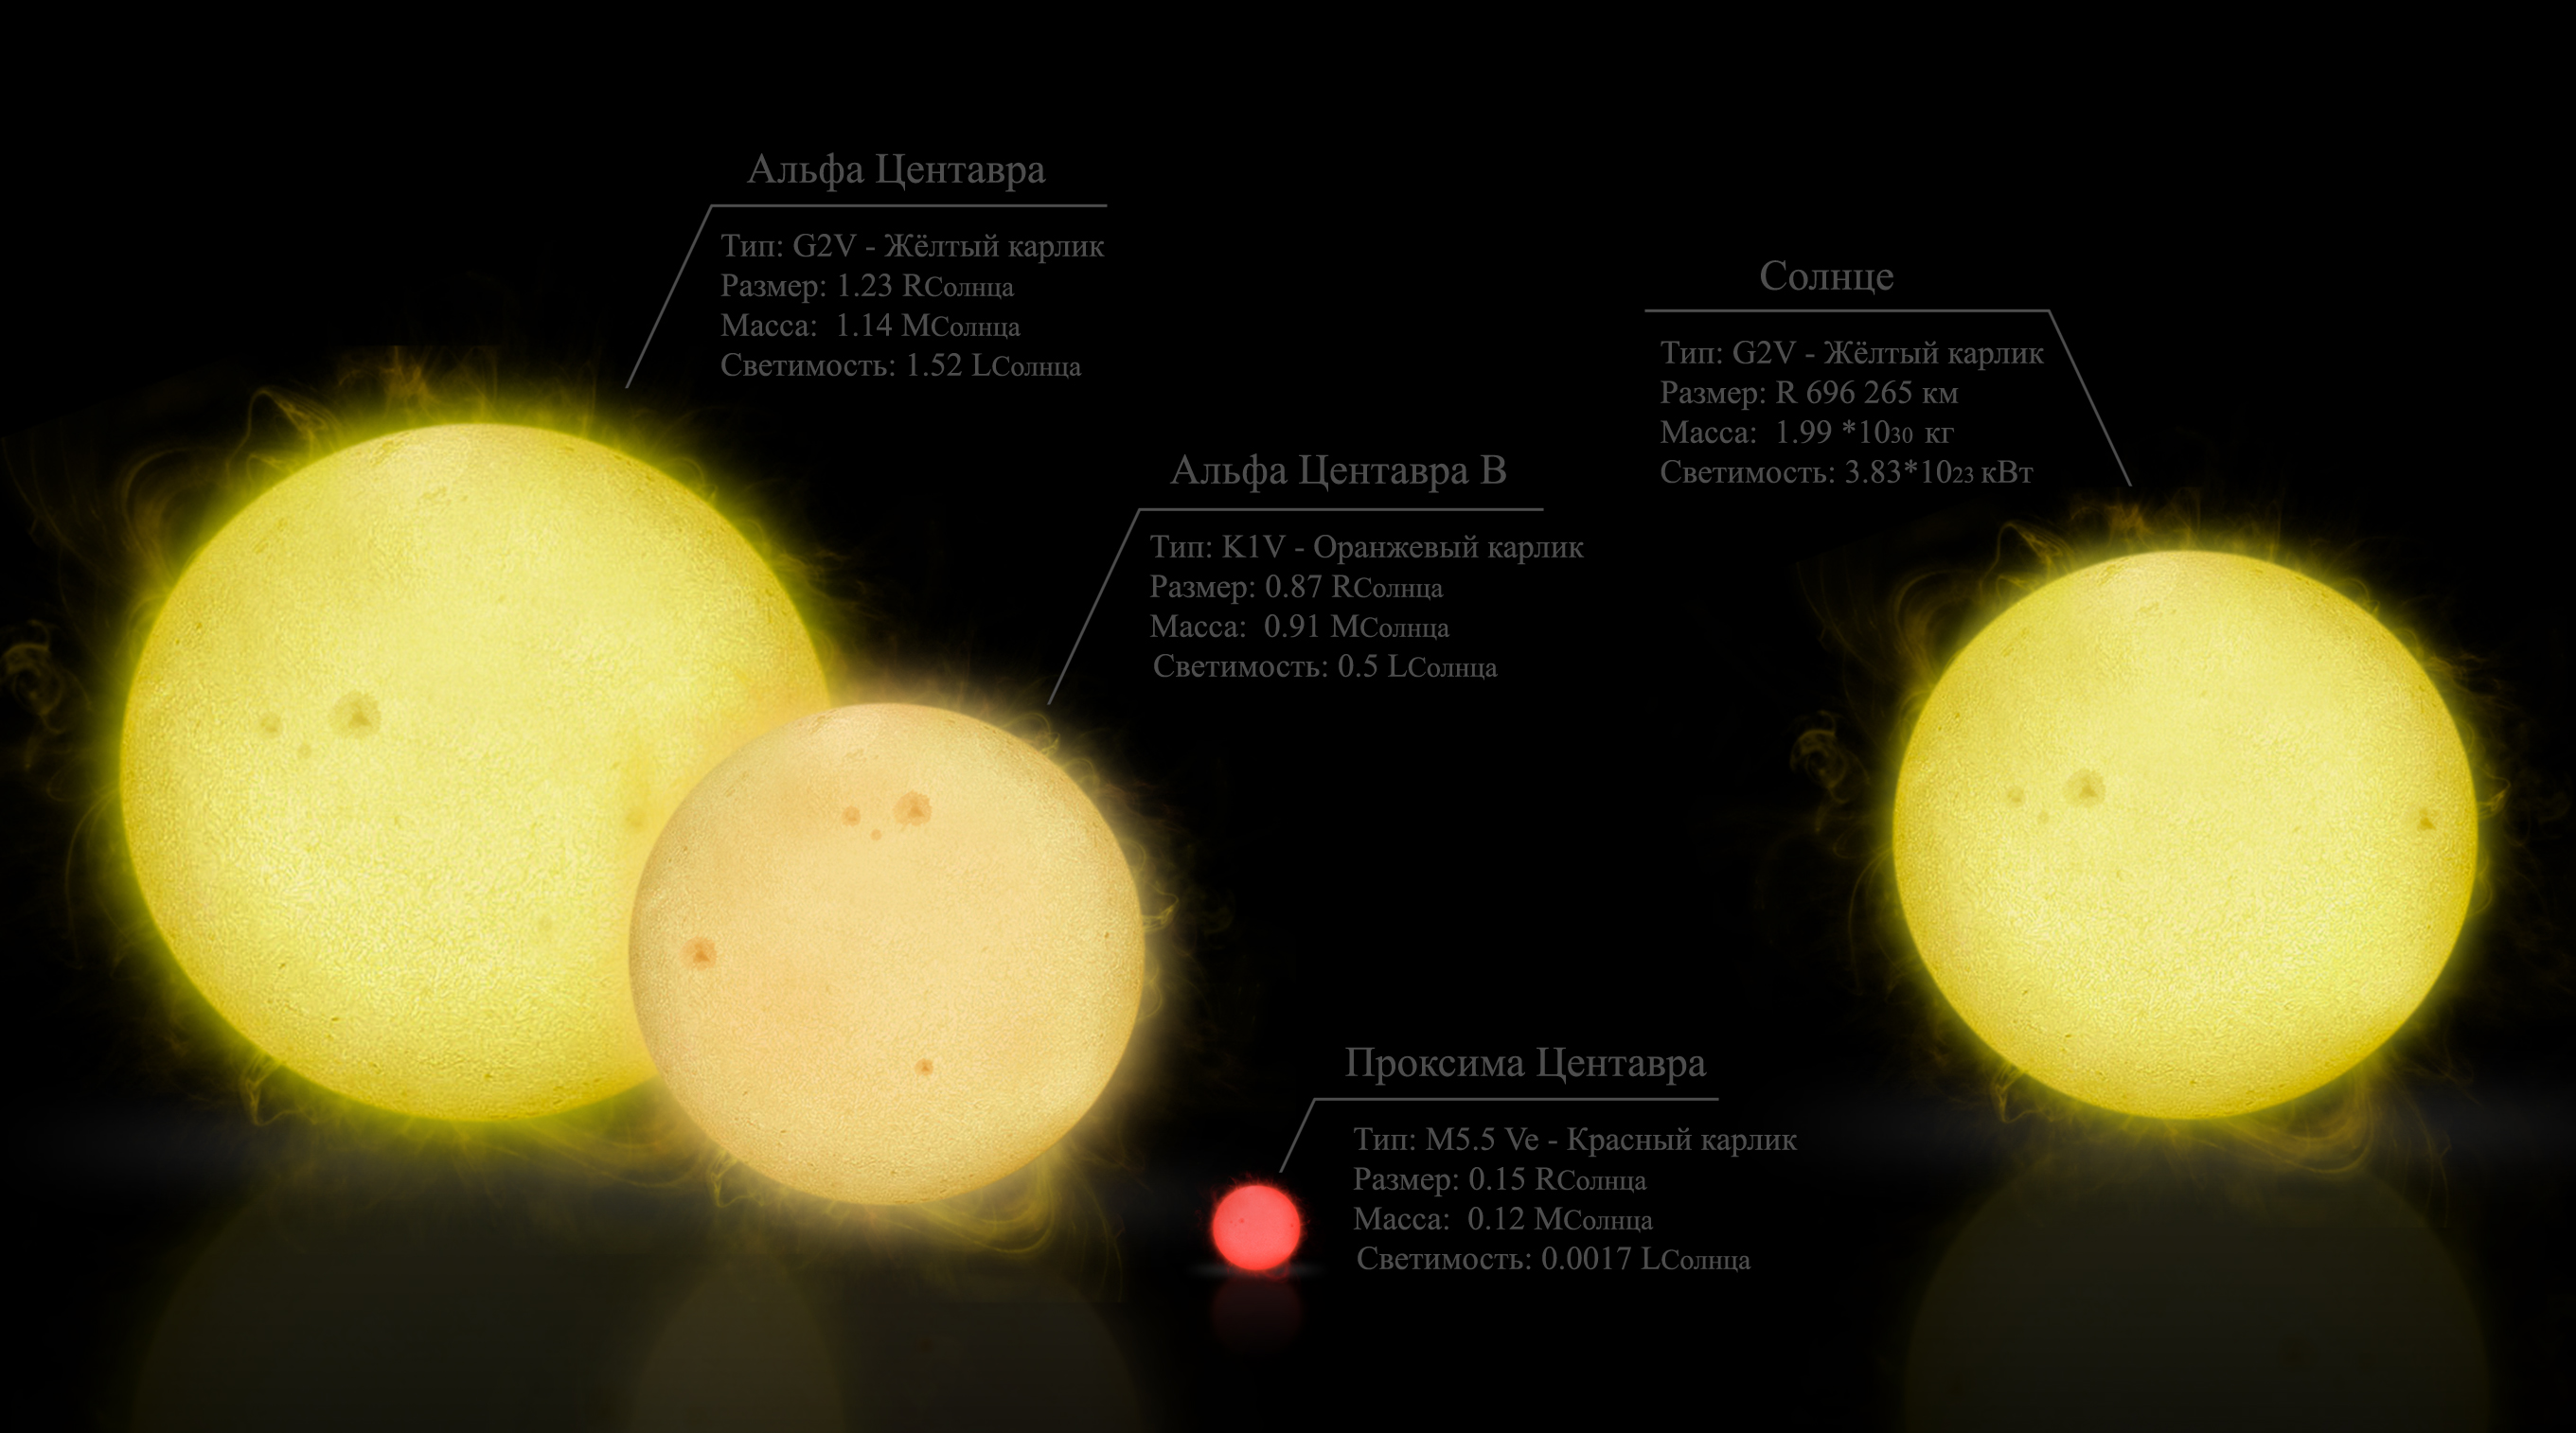 Альфа Центавра
Тип: G2V - Жёлтый карлик
Размер: 1.23 RСолнца
Масса: 1.14 MСолнца
Светимость: 1.52 LСолнца
Солнце
Тип: G2V - Жёлтый карлик
Размер: R 696 265 км
Масса: 1.99 *1030 кг
Светимость: 3.83*1023 кВт
Альфа Центавра B
Тип: K1V - Оранжевый карлик
Размер: 0.87 RСолнца
Масса: 0.91 MСолнца
Светимость: 0.5 LСолнца
Проксима Центавра
Тип: M5.5 Ve - Красный карлик
Размер: 0.15 RСолнца
Масса: 0.12 MСолнца
Светимость: 0.0017 LСолнца